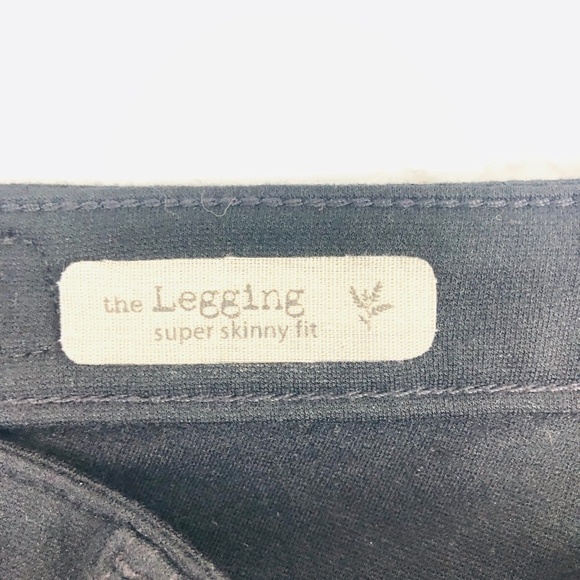 the Legging
super skinny fit